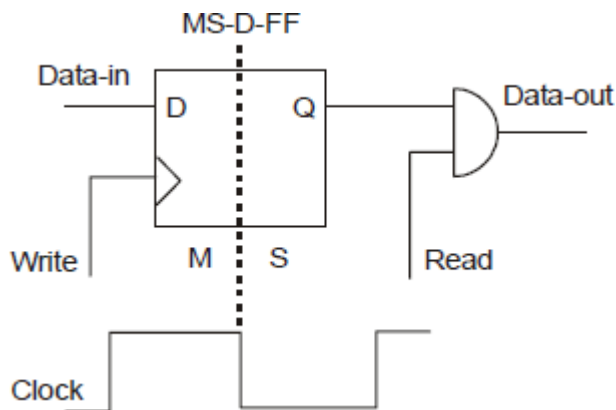 MS-D-FF
Data-in
Data-out
D
Q
Write
M
S
Read
Clock